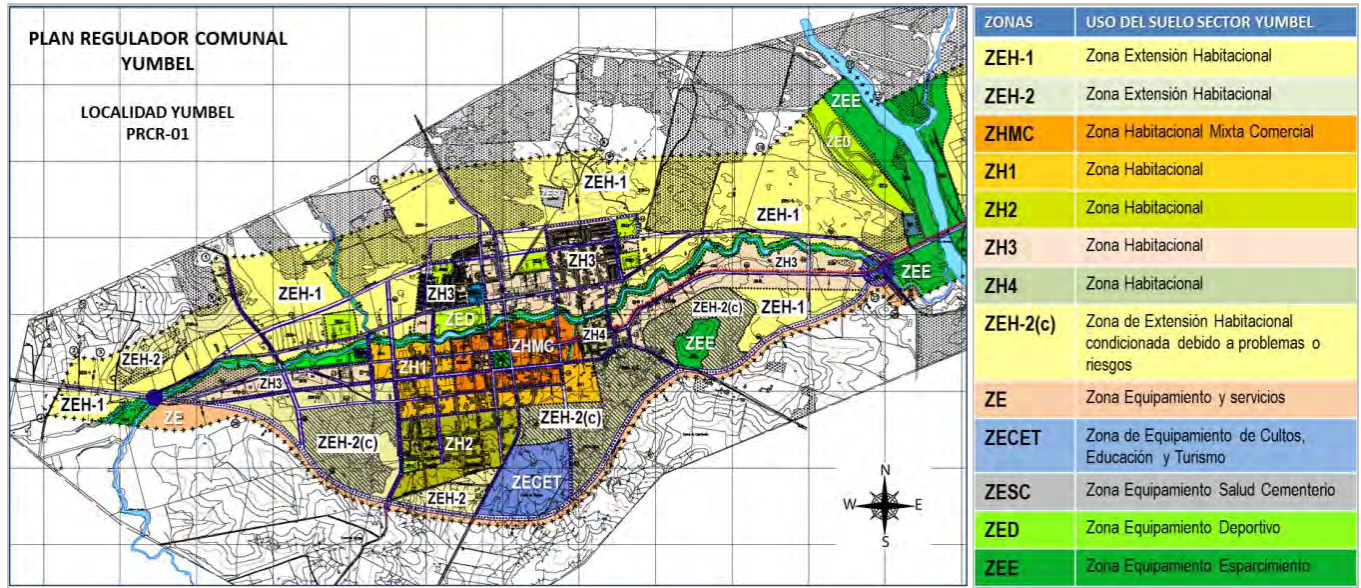 PLAN REGULADOR COMUNAL
YUMBEL
LOCALIDAD YUMBEL
PRCR-01
ZEE
ZED
ZEH-1
ZESC
ZEH-1
ZEE
ZH3
ZH3
ZEH-1
ZH3
ZED
ZEH-2(c)
ZEH-1
ZH4
ZEE
ZHMC
ZEH-2
ZH1
ZH3
ZEH-1
ZE
ZEH-2(c)
ZEH-2(c)
ZH2
ZECET
ZEH-2
N
W
E
S
ZONAS USO DEL SUELO SECTOR YUMBEL
ZEH-1 Zona Extensión Habitacional
ZEH-2 Zona Extensión Habitacional
ZHMC Zona Habitacional Mixta Comercial
ZH1 Zona Habitacional
ZH2 Zona Habitacional
ZH3 Zona Habitacional
ZH4 Zona Habitacional
ZEH-2(c) Zona de Extensión Habitacional
condicionada debido a problemas o
riesgos
ZE Zona Equipamiento y servicios
ZECET Zona de Equipamiento de Cultos,
Educación y Turismo
ZESC Zona Equipamiento Salud Cementerio
ZED Zona Equipamiento Deportivo
ZEE Zona Equipamiento Esparcimiento